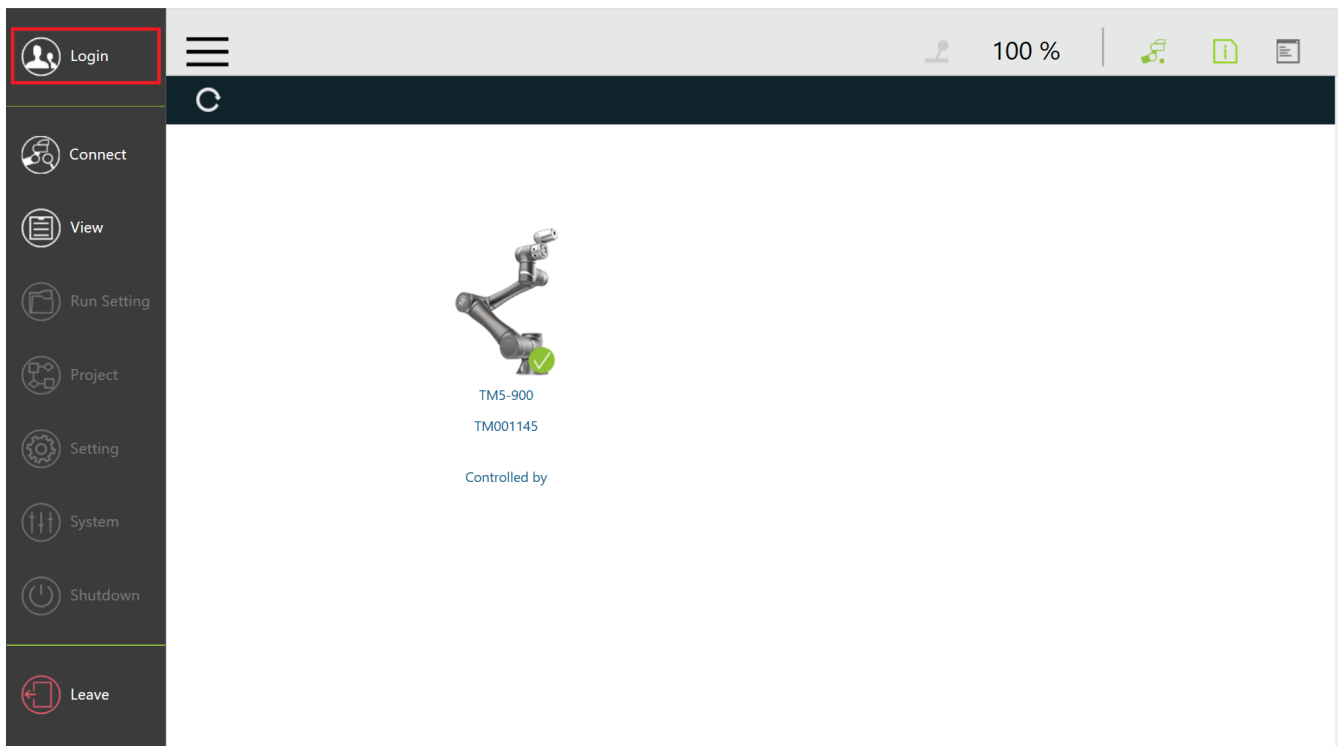 Login
100 %
Connect
View
Run Setting
Project
Setting
System
Shutdown
Leave
TM5-900
TM001145
Controlled by